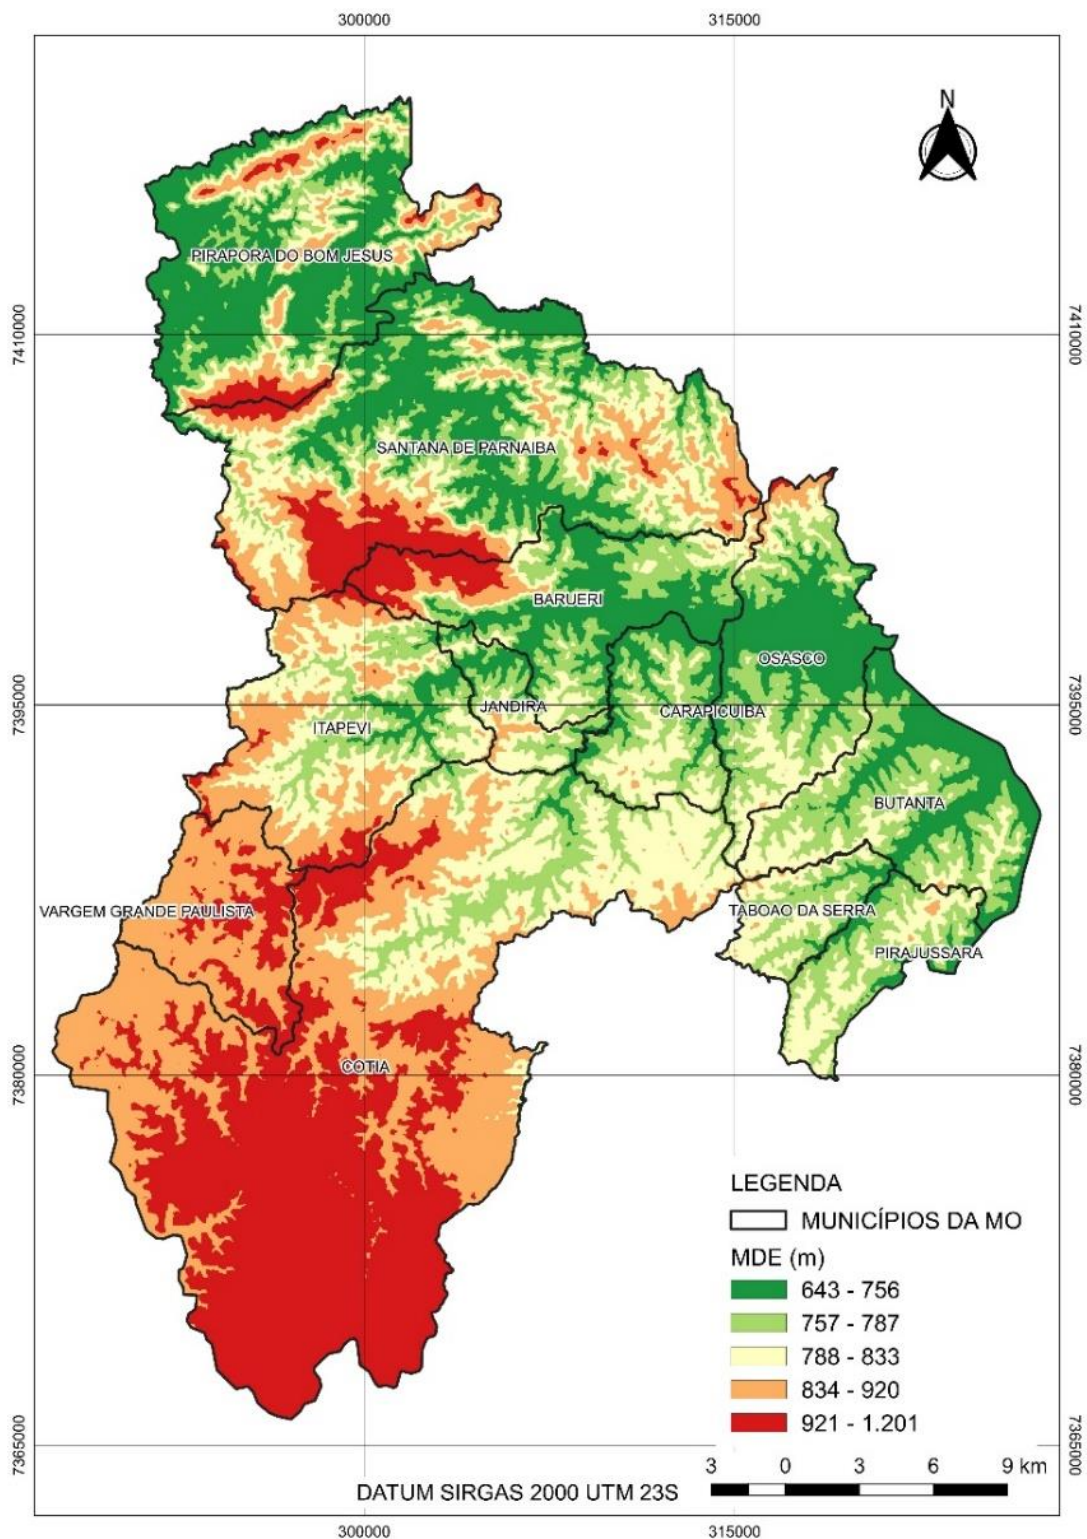 300000
315000
N
PIRAPORA DO BOM JESUS
7410000
7410000
SANTANA DE PARNAIBA
BARUERI
OSASCO
7395000
7395000
JANDIRA
CARAPICUIBA
ITAPEVI
BUTANTA
VARGEM GRANDE PAULISTA
TABOAO DA SERRA
PIRAJUSSARA
7380000
7380000
COTIA
LEGENDA
MUNICÍPIOS DA MO
MDE (m)
643 - 756
757 - 787
788 - 833
834 - 920
921 - 1.201
7365000
7365000
3 0 3 6 9 km
DATUM SIRGAS 2000 UTM 23S
300000
315000